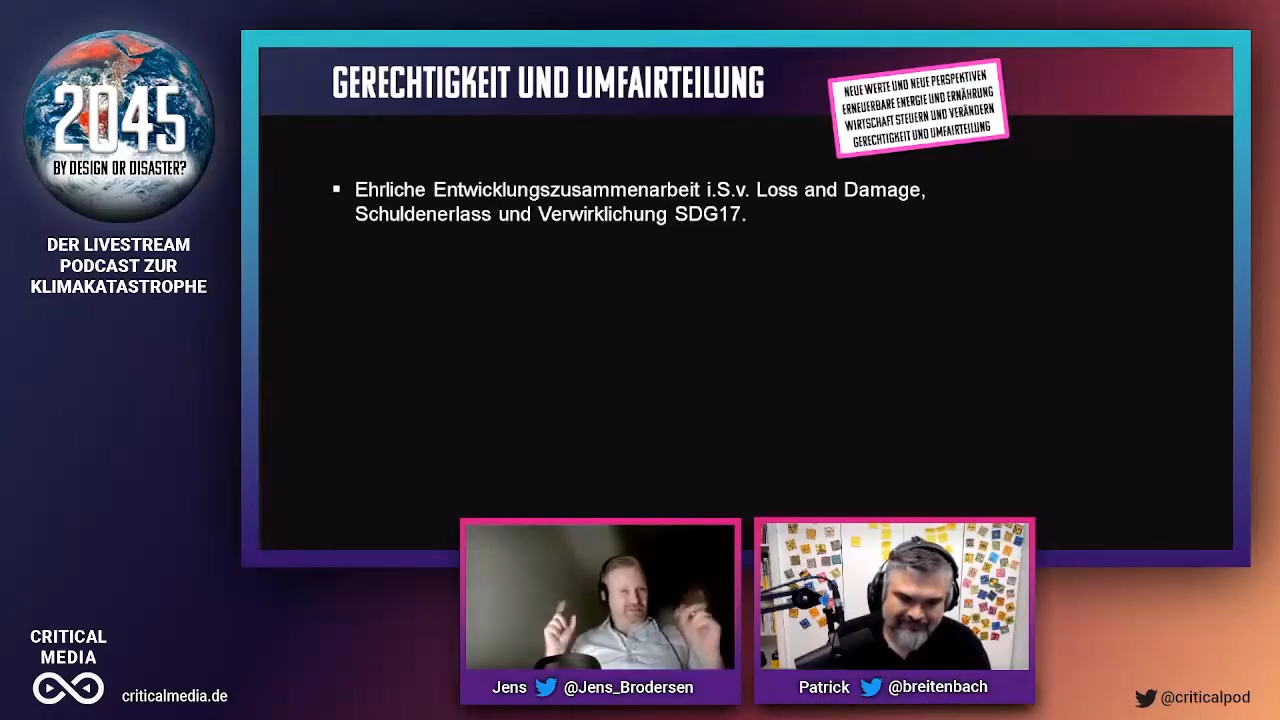 2045
BY DESIGN OR DISASTER?
DER LIVESTREAM
PODCAST ZUR
KLIMAKATASTROPHE
GERECHTIGKEIT UND UMFAIRTEILUNG
NEUE WERTE UND NEUE PERSPEKTIVEN
ERNEUERBARE ENERGIE UND ERNÄHRUNG
WIRTSCHAFT STEUERN UND VERÄNDERN
GERECHTIGKEIT UND UMFAIRTEILUNG
▪ Ehrliche Entwicklungszusammenarbeit i.S.v. Loss and Damage,
Schuldenerlass und Verwirklichung SDG17.
Jens @Jens_Brodersen
Patrick @breitenbach
CRITICAL
MEDIA
criticalmedia.de
@criticalpod